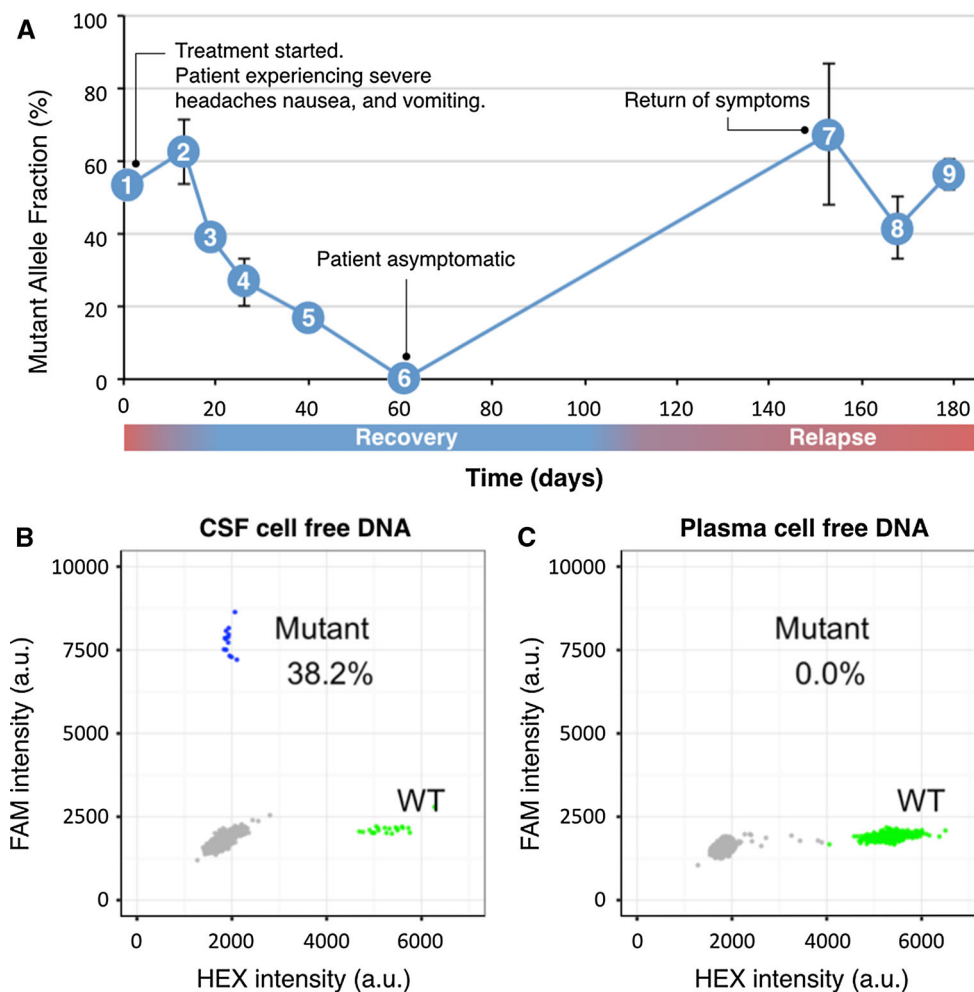 A
100
80
60
40
20
0
Mutant Allele Fraction (%)
Treatment started.
Patient experiencing severe
headaches nausea, and vomiting.
Return of symptoms
Patient asymptomatic
1
2
3
4
5
6
7
8
9
0 20 40 60 80 100 120 140 160 180
Recovery Relapse
Time (days)
B
CSF cell free DNA
10000
7500
5000
2500
0
FAM intensity (a.u.)
Mutant
38.2%
WT
0 2000 4000 6000
HEX intensity (a.u.)
C
Plasma cell free DNA
10000
7500
5000
2500
0
FAM intensity (a.u.)
Mutant
0.0%
WT
0 2000 4000 6000
HEX intensity (a.u.)